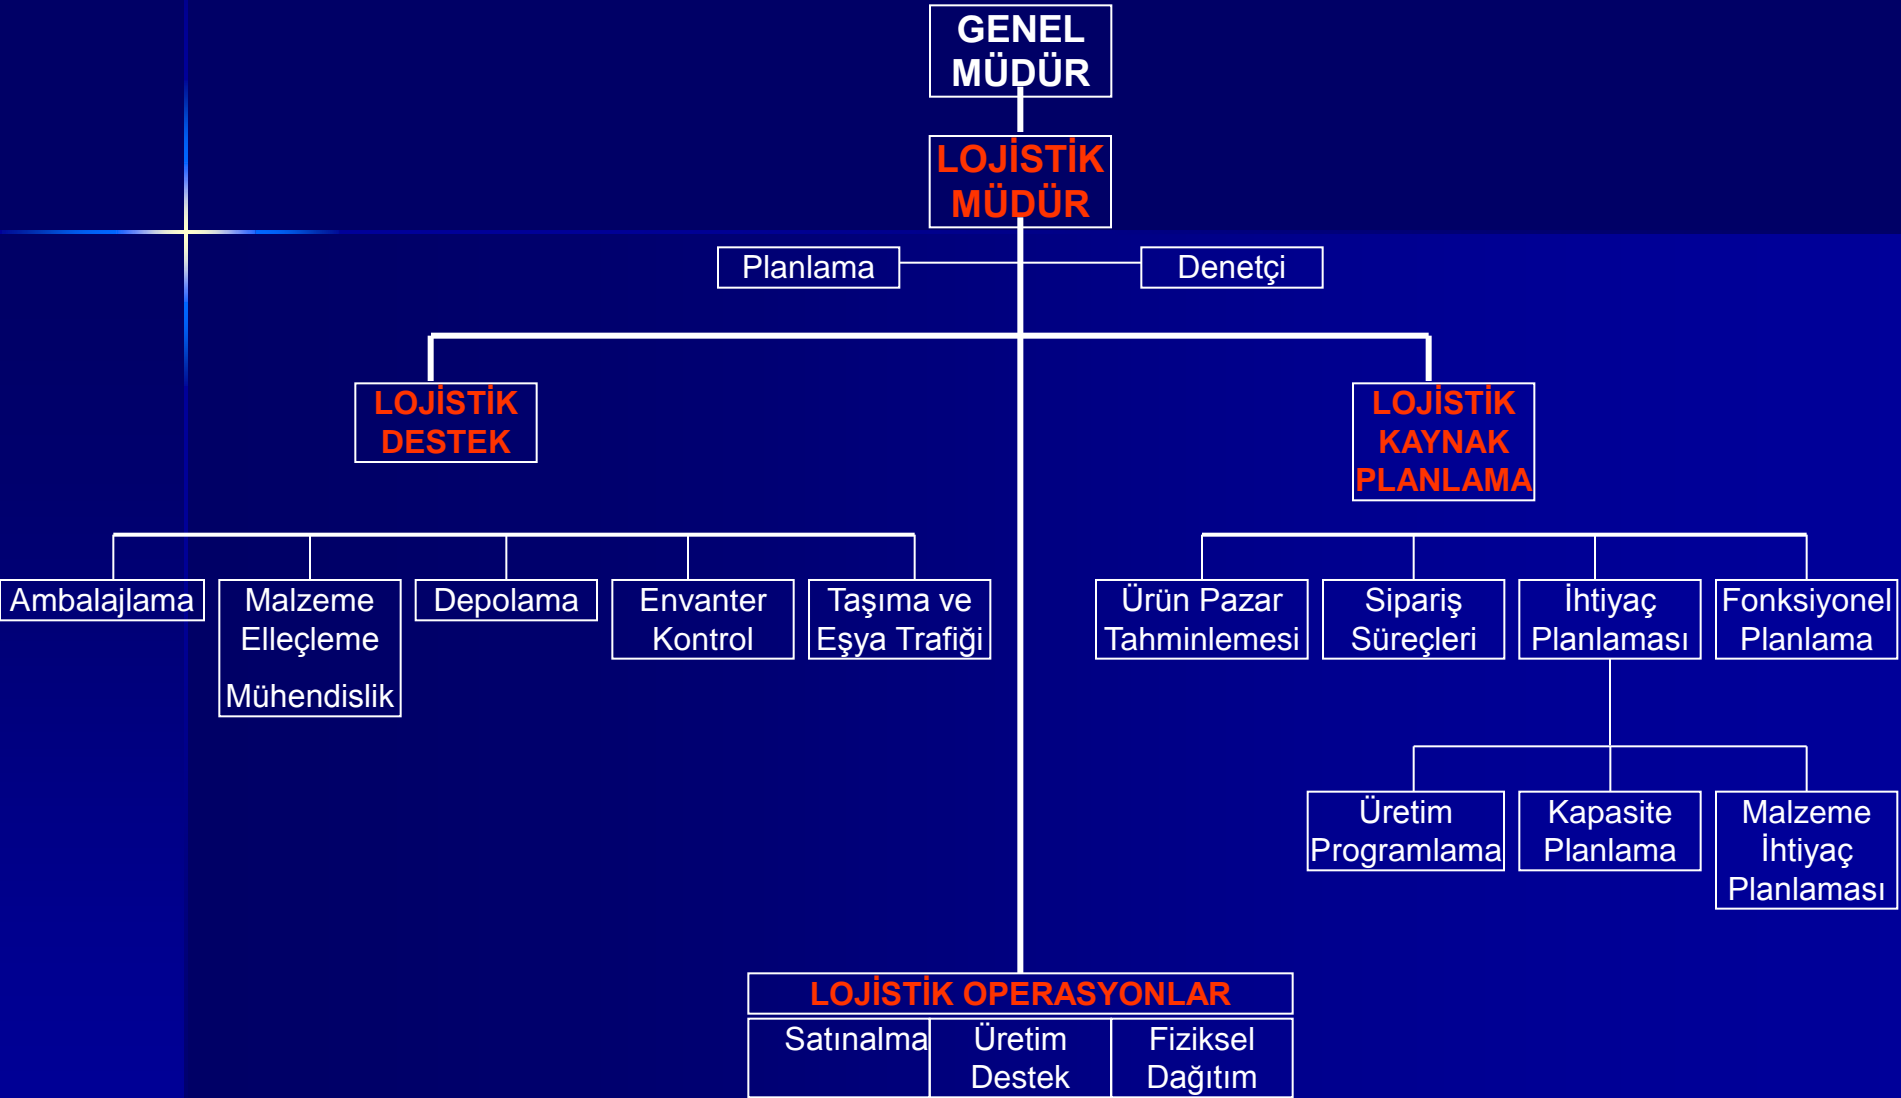 GENEL
MÜDÜR
LOJİSTİK
MÜDÜR
Planlama
Denetçi
LOJİSTİK
DESTEK
LOJİSTİK
KAYNAK
PLANLAMA
Ambalajlama
Malzeme
Elleçleme
Mühendislik
Depolama
Envanter
Kontrol
Taşıma ve
Eşya Trafiği
Ürün Pazar
Tahminlemesi
Sipariş
Süreçleri
İhtiyaç
Planlaması
Fonksiyonel
Planlama
Üretim
Programlama
Kapasite
Planlama
Malzeme
İhtiyaç
Planlaması
LOJİSTİK OPERASYONLAR
Satınalma
Üretim
Destek
Fiziksel
Dağıtım